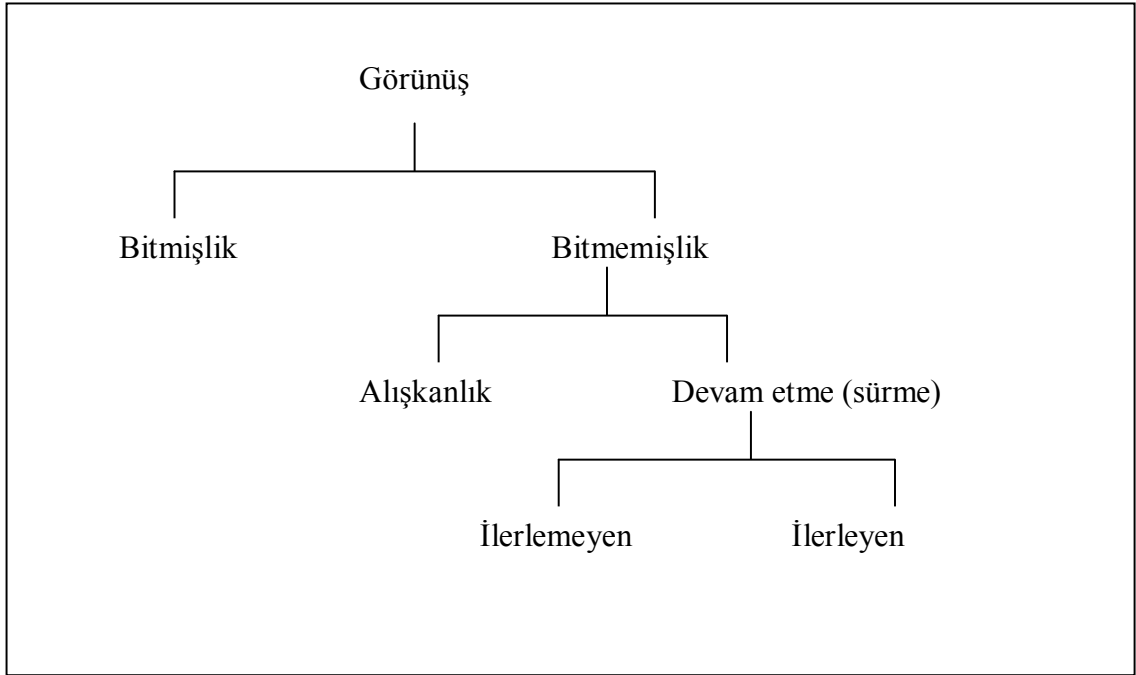 Görünüş
Bitmişlik Bitmemişlik
Alışkanlık Devam etme (sürme)
İlerlemeyen İlerleyen